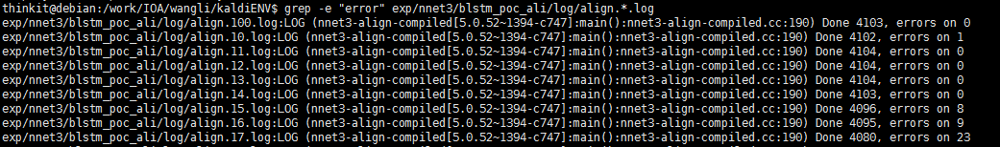 thinkit@debian:/work/IOA/wangli/kaldiENV$ grep -e "error" exp/nnet3/blstm_poc_ali/log/align.*.log
exp/nnet3/blstm_poc_ali/log/align.100.log:LOG (nnet3-align-compiled[5.0.52~1394-c747]:main():nnet3-align-compiled.cc:190) Done 4103, errors on 0
exp/nnet3/blstm_poc_ali/log/align.10.log:LOG (nnet3-align-compiled[5.0.52~1394-c747]:main():nnet3-align-compiled.cc:190) Done 4102, errors on 1
exp/nnet3/blstm_poc_ali/log/align.11.log:LOG (nnet3-align-compiled[5.0.52~1394-c747]:main():nnet3-align-compiled.cc:190) Done 4104, errors on 0
exp/nnet3/blstm_poc_ali/log/align.12.log:LOG (nnet3-align-compiled[5.0.52~1394-c747]:main():nnet3-align-compiled.cc:190) Done 4104, errors on 0
exp/nnet3/blstm_poc_ali/log/align.13.log:LOG (nnet3-align-compiled[5.0.52~1394-c747]:main():nnet3-align-compiled.cc:190) Done 4104, errors on 0
exp/nnet3/blstm_poc_ali/log/align.14.log:LOG (nnet3-align-compiled[5.0.52~1394-c747]:main():nnet3-align-compiled.cc:190) Done 4103, errors on 0
exp/nnet3/blstm_poc_ali/log/align.15.log:LOG (nnet3-align-compiled[5.0.52~1394-c747]:main():nnet3-align-compiled.cc:190) Done 4096, errors on 8
exp/nnet3/blstm_poc_ali/log/align.16.log:LOG (nnet3-align-compiled[5.0.52~1394-c747]:main():nnet3-align-compiled.cc:190) Done 4095, errors on 9
exp/nnet3/blstm_poc_ali/log/align.17.log:LOG (nnet3-align-compiled[5.0.52~1394-c747]:main():nnet3-align-compiled.cc:190) Done 4080, errors on 23